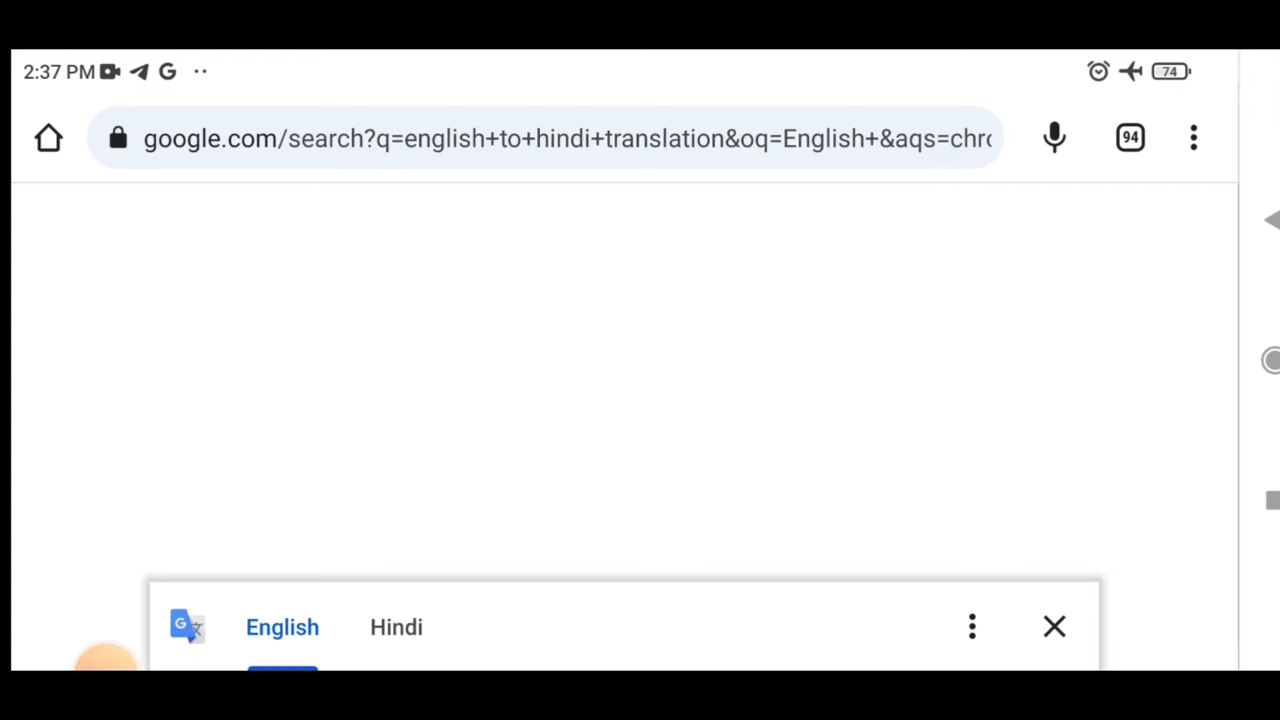 2:37 PM
74
google.com/search?q=english+to+hindi+translation&oq=English+&aqs=chr
94
English Hindi